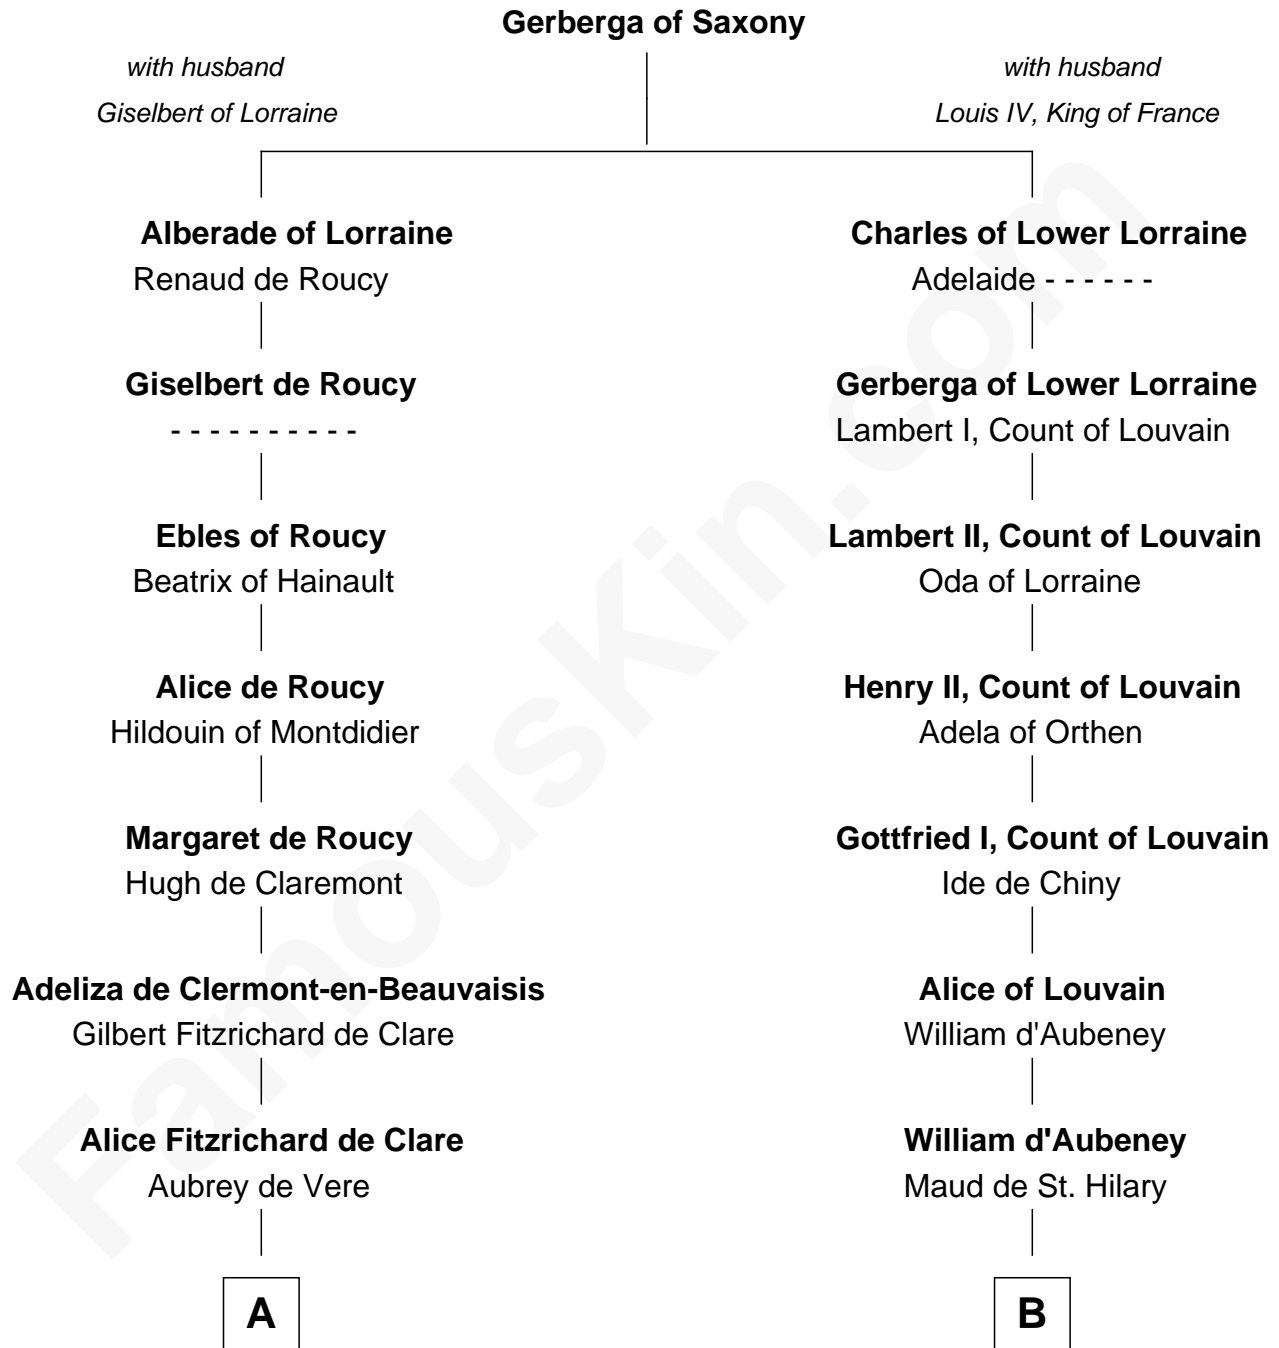 Gerberga of Saxony
with husband
Giselbert of Lorraine
with husband
Louis IV, King of France
Alberade of Lorraine
Renaud de Roucy
Charles of Lower Lorraine
Adelaide - - - - - -
Giselbert de Roucy
- - - - - - - - - -
Gerberga of Lower Lorraine
Lambert I, Count of Louvain
Ebles of Roucy
Beatrix of Hainault
Lambert II, Count of Louvain
Oda of Lorraine
Alice de Roucy
Hildouin of Montdidier
Henry II, Count of Louvain
Adela of Orthen
Margaret de Roucy
Hugh de Claremont
Gottfried I, Count of Louvain
Ide de Chiny
Adeliza de Clermont-en-Beauvaisis
Gilbert Fitzrichard de Clare
Alice of Louvain
William d'Aubeney
Alice Fitzrichard de Clare
Aubrey de Vere
William d'Aubeney
Maud de St. Hilary
A
B
FamousKin.com